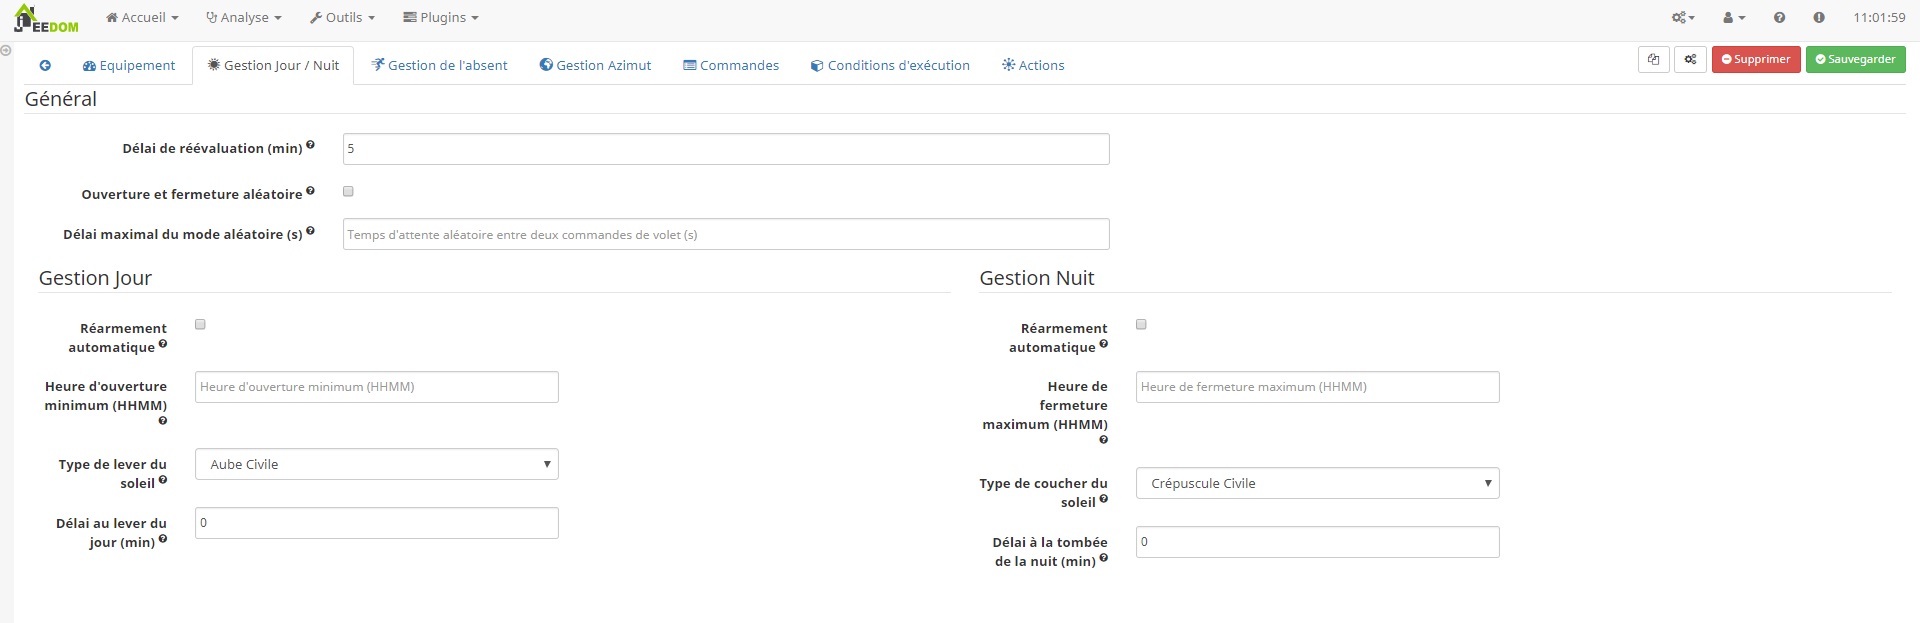 JEEDOM Accueil Analyse Outils Plugins 11:01:59
Equipement Gestion Jour / Nuit Gestion de l'absent Gestion Azimut Commandes Conditions d'exécution Actions Supprimer Sauvegarder
Général
Délai de réévaluation (min) 5
Ouverture et fermeture aléatoire
Délai maximal du mode aléatoire (s) Temps d'attente aléatoire entre deux commandes de volet (s)
Gestion Jour
Réarmement
automatique
Heure d'ouverture
minimum (HHMM)
Heure d'ouverture minimum (HHMM)
Type de lever du
soleil
Aube Civile
Délai au lever du
jour (min)
0
Gestion Nuit
Réarmement
automatique
Heure de
fermeture
maximum (HHMM)
Heure de fermeture maximum (HHMM)
Type de coucher du
soleil
Crépuscule Civile
Délai à la tombée
de la nuit (min)
0